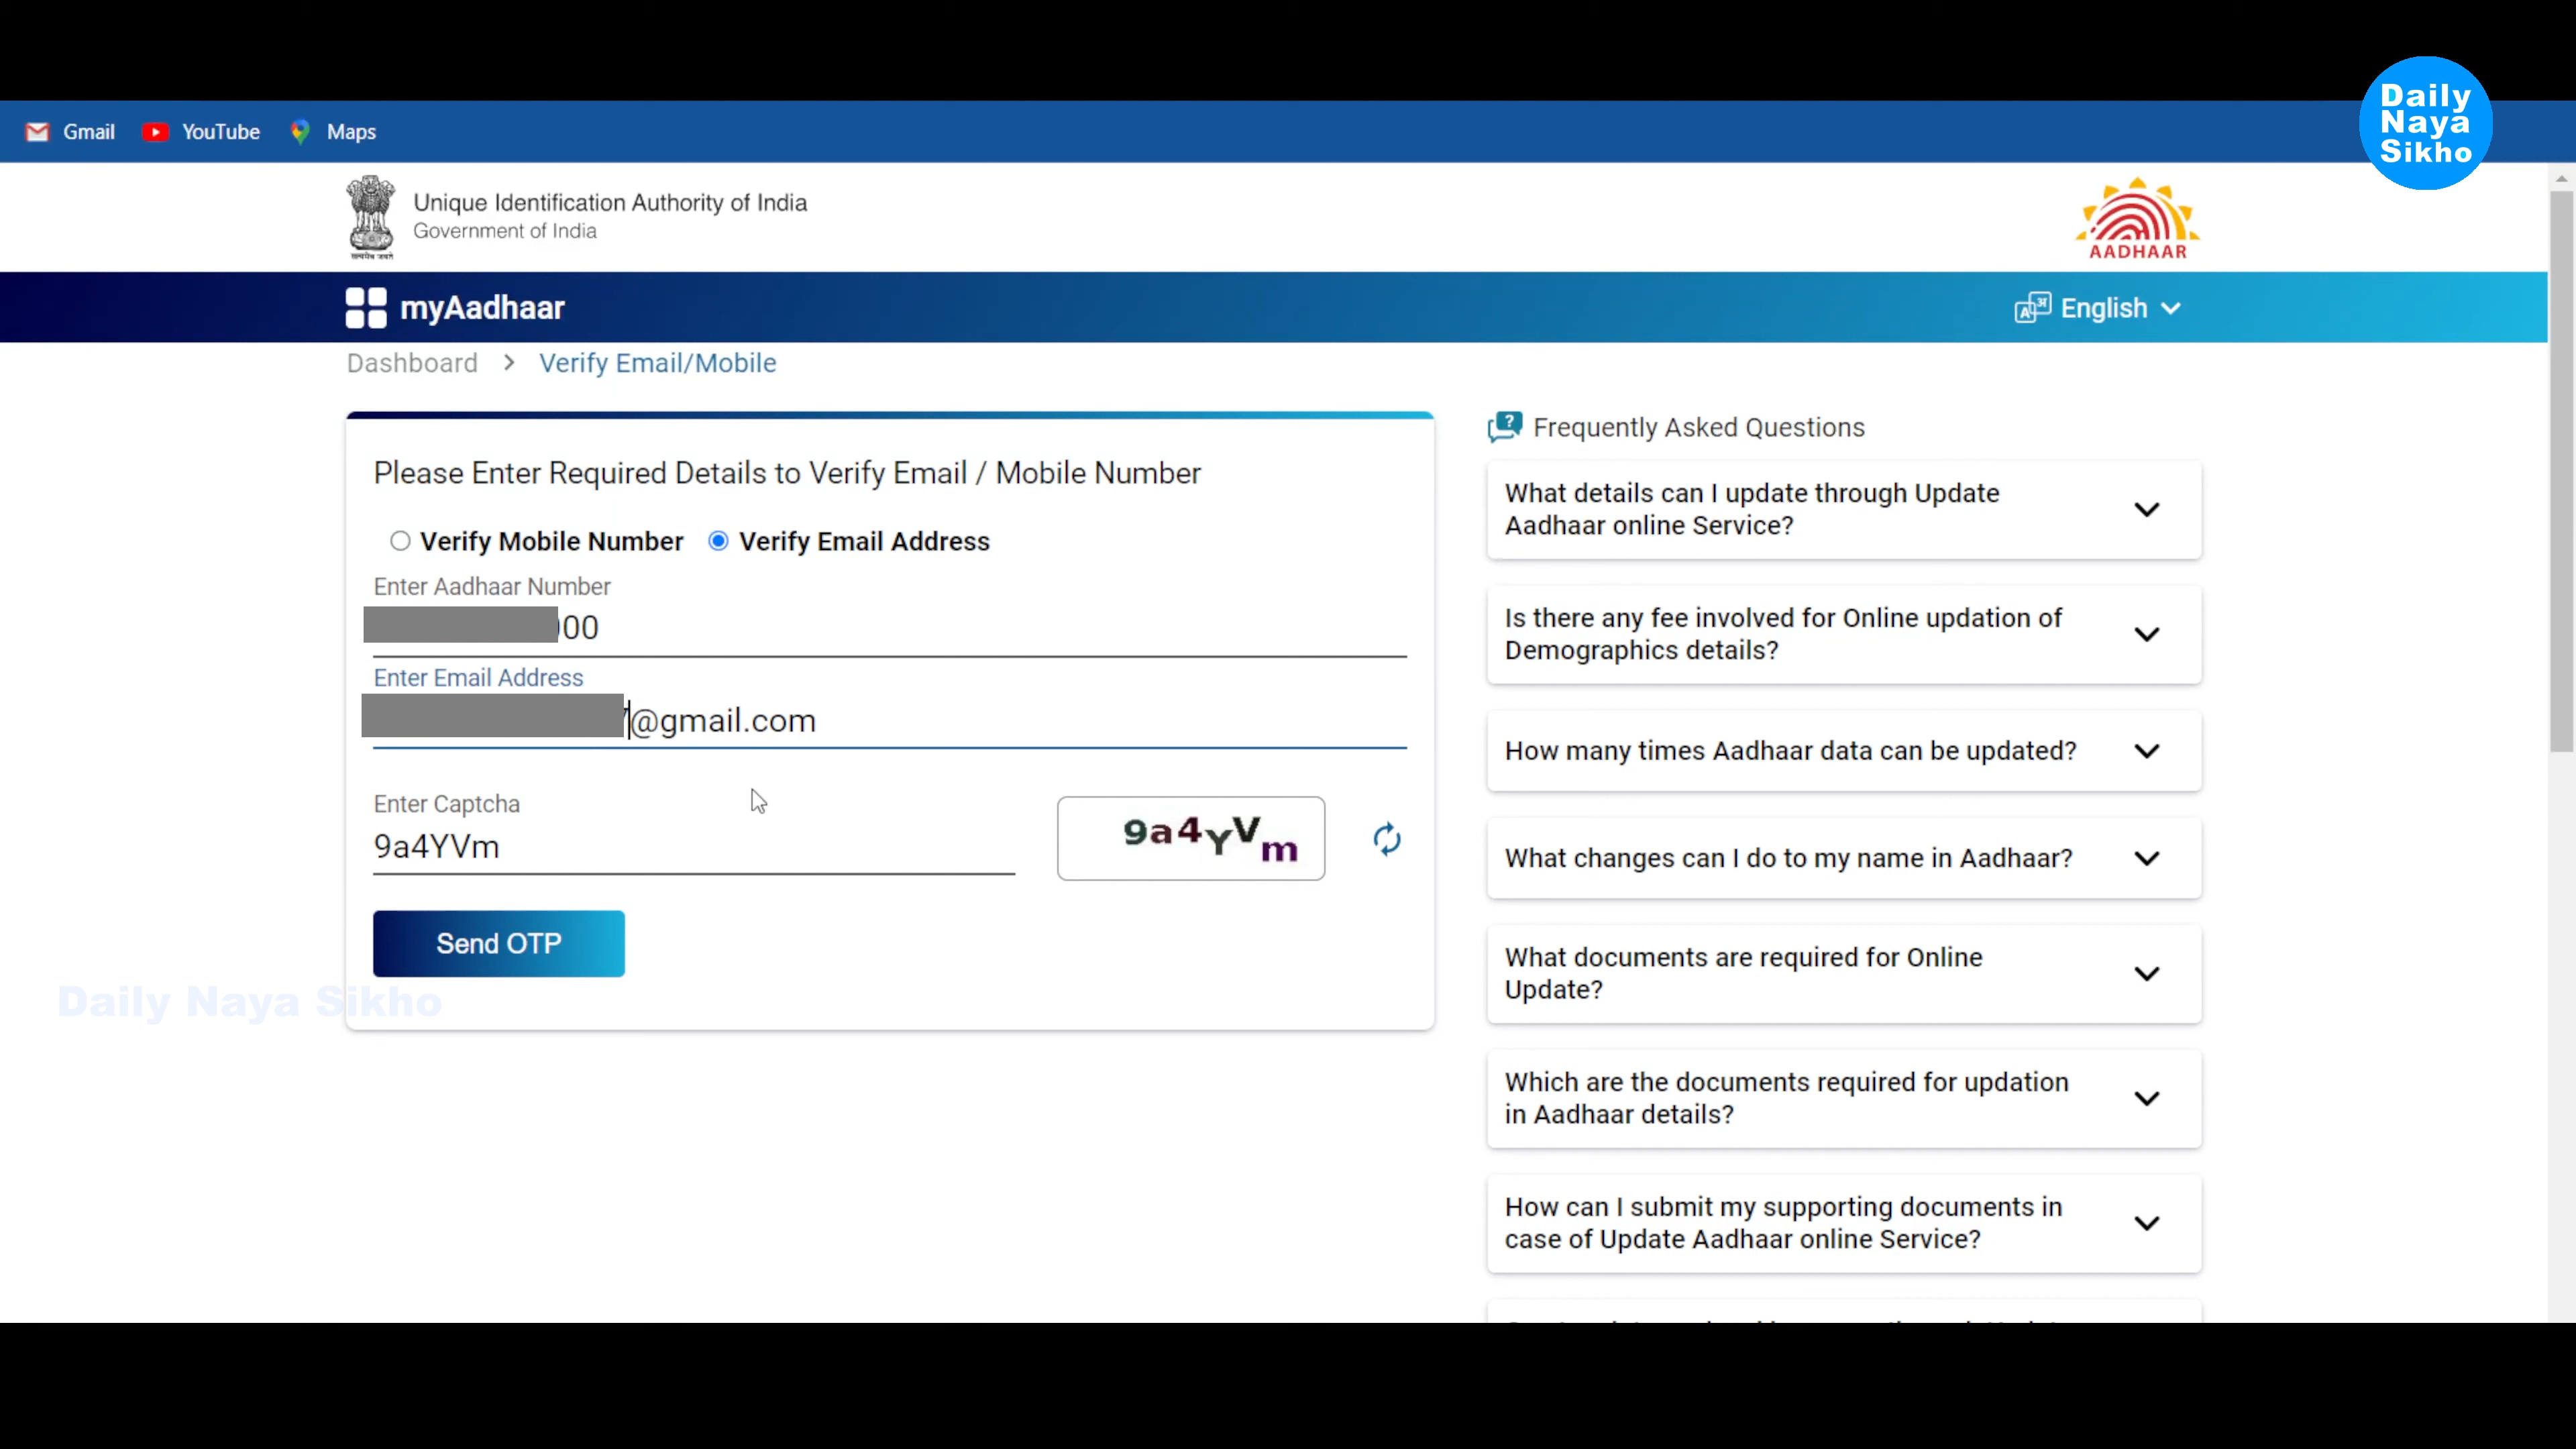 Daily
Naya
Sikho
Gmail YouTube Maps
Unique Identification Authority of India
Government of India
सत्यमेव जयते
AADHAAR
myAadhaar
English
Dashboard > Verify Email/Mobile
Please Enter Required Details to Verify Email / Mobile Number
Verify Mobile Number Verify Email Address
Enter Aadhaar Number
00
Enter Email Address
@gmail.com
Enter Captcha
9a4YVm
9a4YVm
Send OTP
Daily Naya Sikho
Frequently Asked Questions
What details can I update through Update
Aadhaar online Service?
Is there any fee involved for Online updation of
Demographics details?
How many times Aadhaar data can be updated?
What changes can I do to my name in Aadhaar?
What documents are required for Online
Update?
Which are the documents required for updation
in Aadhaar details?
How can I submit my supporting documents in
case of Update Aadhaar online Service?